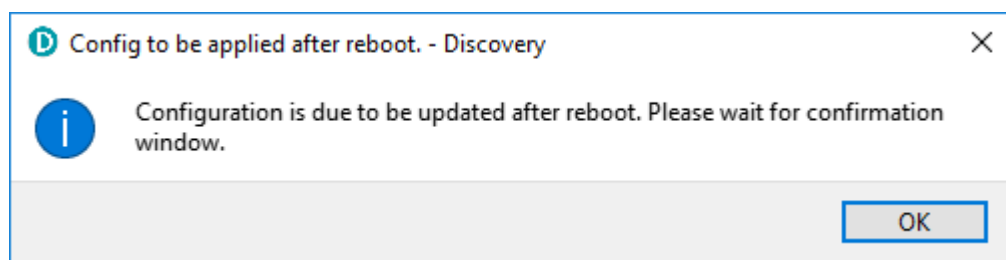 Config to be applied after reboot. - Discovery
Configuration is due to be updated after reboot. Please wait for confirmation
window.
OK